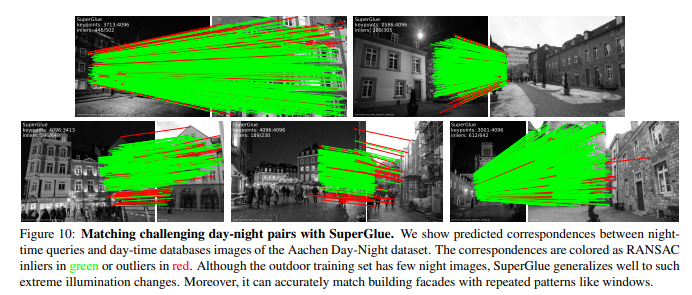 SuperGlue
keypoints: 3713:4096
inliers: 446/502
SuperGlue
keypoints: 2586:4096
inliers: 289/305
SuperGlue
keypoints: 4096:3413
SuperGlue
keypoints: 4096:4096
inliers: 189/230
SuperGlue
keypoints: 3001:4096
inliers: 612/642
Figure 10: Matching challenging day-night pairs with SuperGlue. We show predicted correspondences between night-
time queries and day-time databases images of the Aachen Day-Night dataset. The correspondences are colored as RANSAC
inliers in green or outliers in red. Although the outdoor training set has few night images, SuperGlue generalizes well to such
extreme illumination changes. Moreover, it can accurately match building facades with repeated patterns like windows.